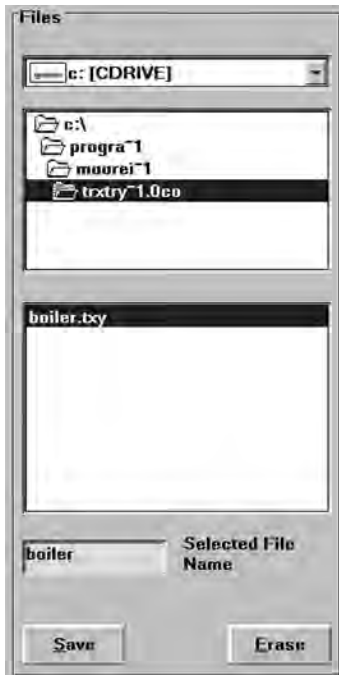 Files
c: [CDRIVE]
c:\
progra~1
moorei~1
trxtry~1.0co
boiler.txy
boiler
Selected File
Name
Save
Erase